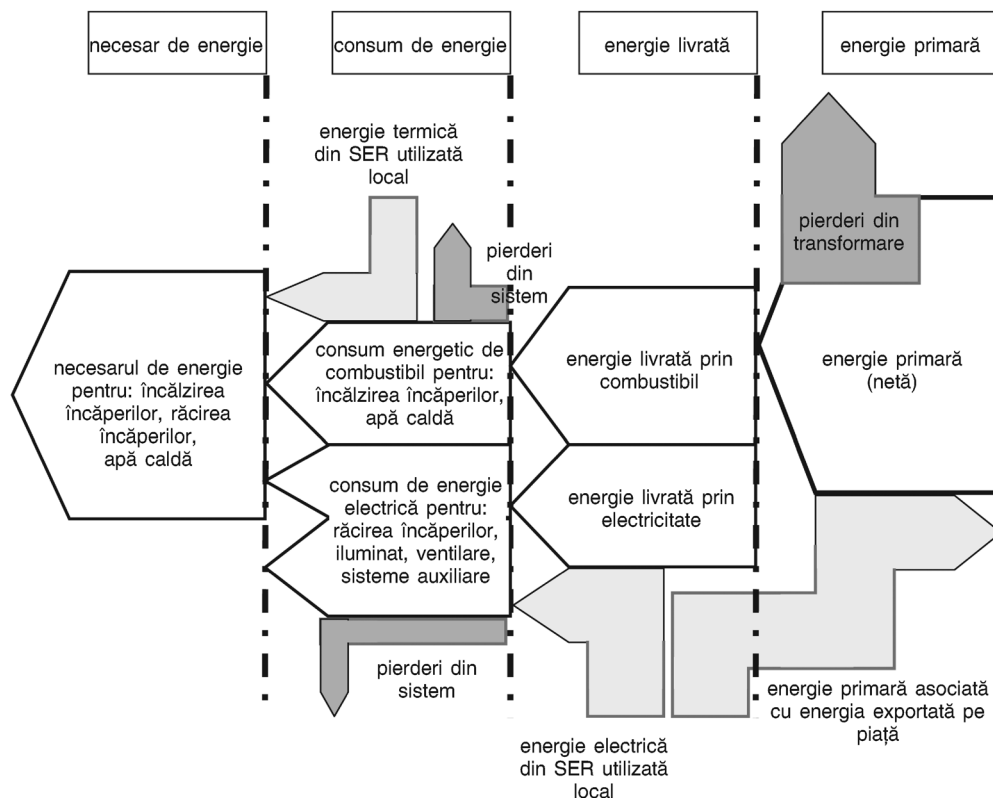 necesar de energie
consum de energie
energie livrată
energie primară
energie termică
din SER utilizată
local
pierderi
din
sistem
pierderi din
transformare
necesarul de energie
pentru: încălzirea
încăperilor, răcirea
încăperilor,
apă caldă
consum energetic de
combustibil pentru:
încălzirea încăperilor,
apă caldă
energie livrată prin
combustibil
energie primară
(netă)
consum de energie
electrică pentru:
răcirea încăperilor,
iluminat, ventilare,
sisteme auxiliare
energie livrată prin
electricitate
pierderi din
sistem
energie electrică
din SER utilizată
local
energie primară asociată
cu energia exportată pe
piață